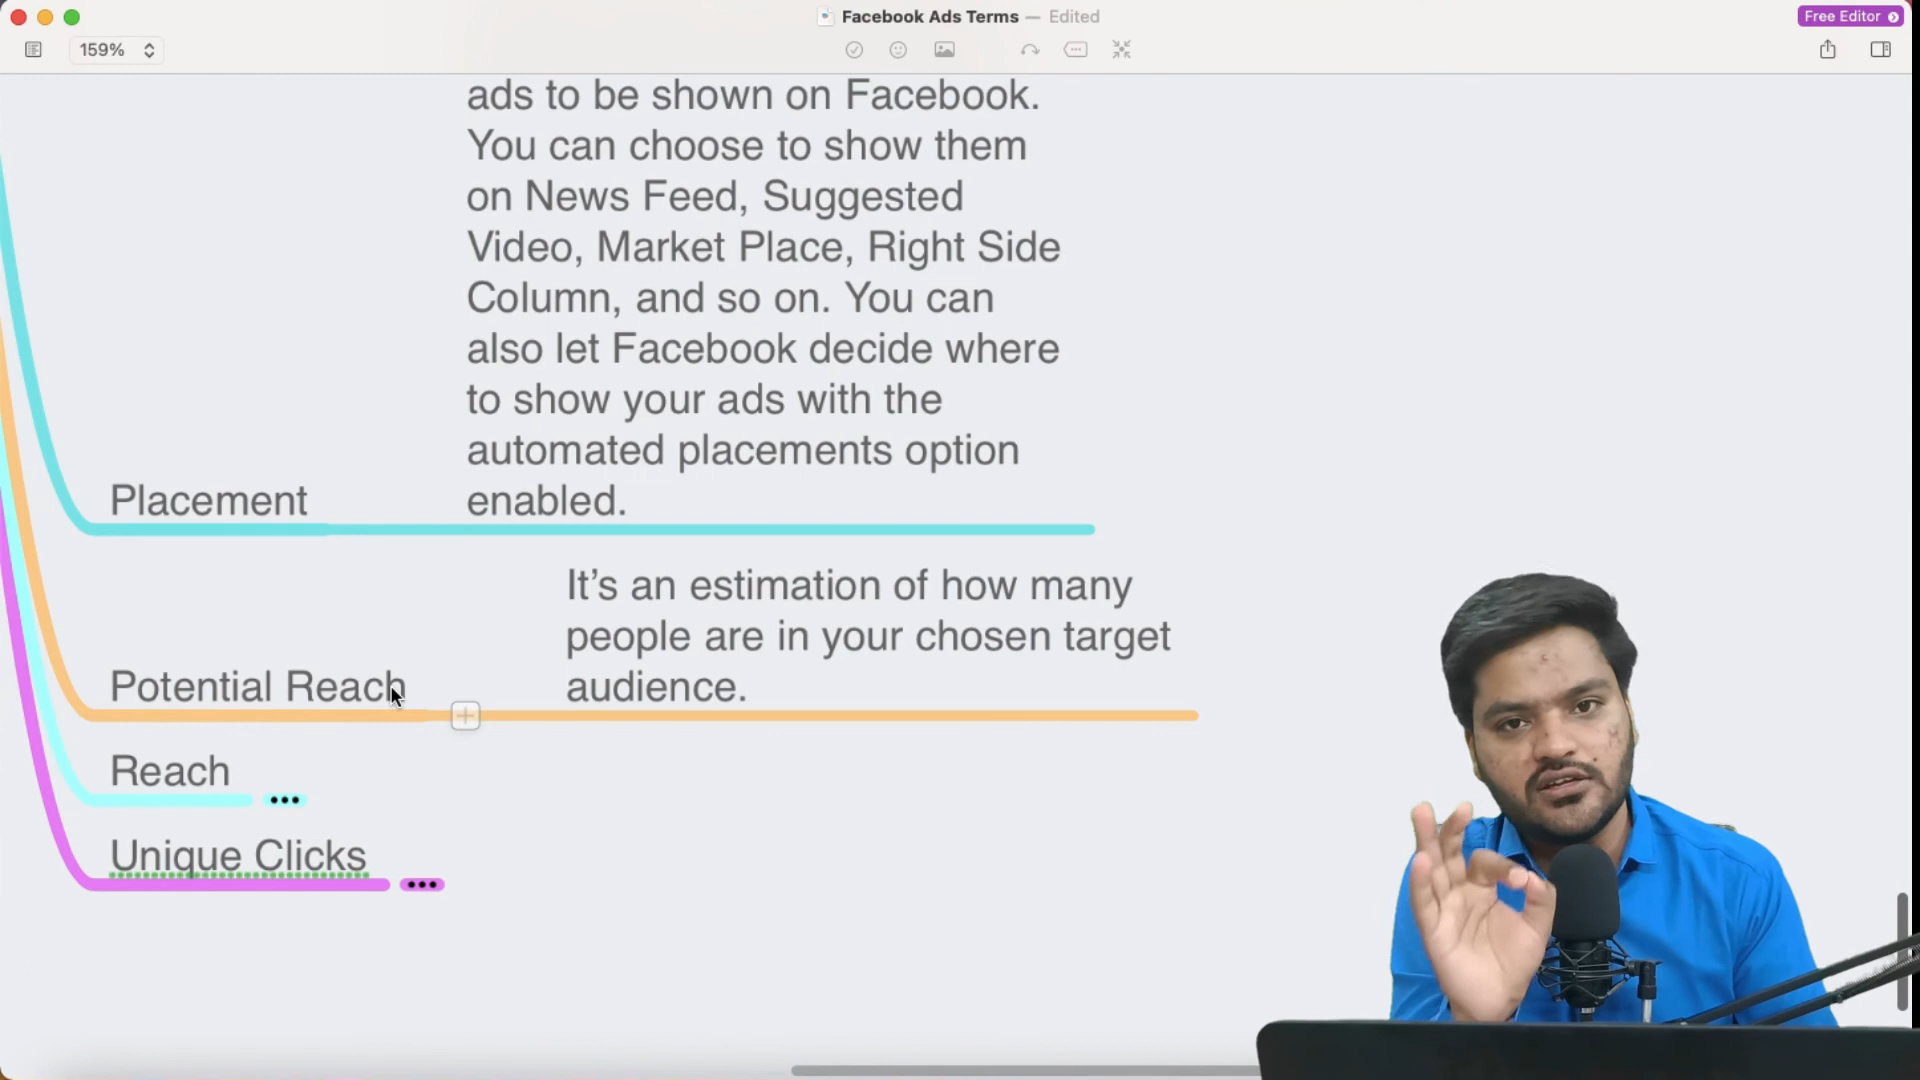 Facebook Ads Terms — Edited
Free Editor
159%
ads to be shown on Facebook.
You can choose to show them
on News Feed, Suggested
Video, Market Place, Right Side
Column, and so on. You can
also let Facebook decide where
to show your ads with the
automated placements option
enabled.
Placement
It’s an estimation of how many
people are in your chosen target
audience.
Potential Reach
Reach
Unique Clicks